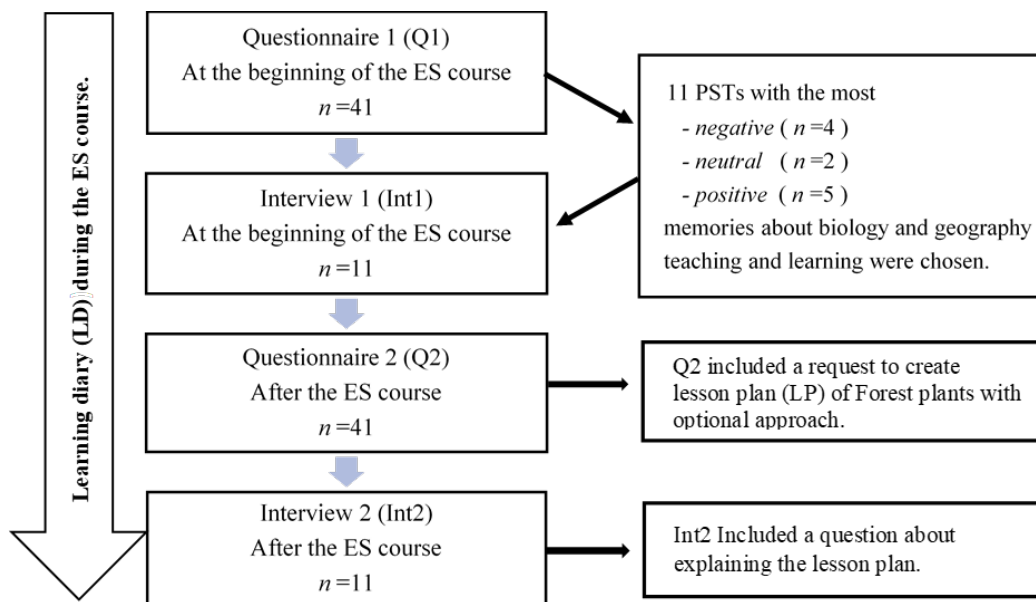 Learning diary (LD) during the ES course.
Questionnaire 1 (Q1)
At the beginning of the ES course
n =41
11 PSTs with the most
- negative ( n =4 )
- neutral ( n =2 )
- positive ( n =5 )
memories about biology and geography
teaching and learning were chosen.
Interview 1 (Int1)
At the beginning of the ES course
n =11
Questionnaire 2 (Q2)
After the ES course
n =41
Q2 included a request to create
lesson plan (LP) of Forest plants with
optional approach.
Interview 2 (Int2)
After the ES course
n =11
Int2 Included a question about
explaining the lesson plan.